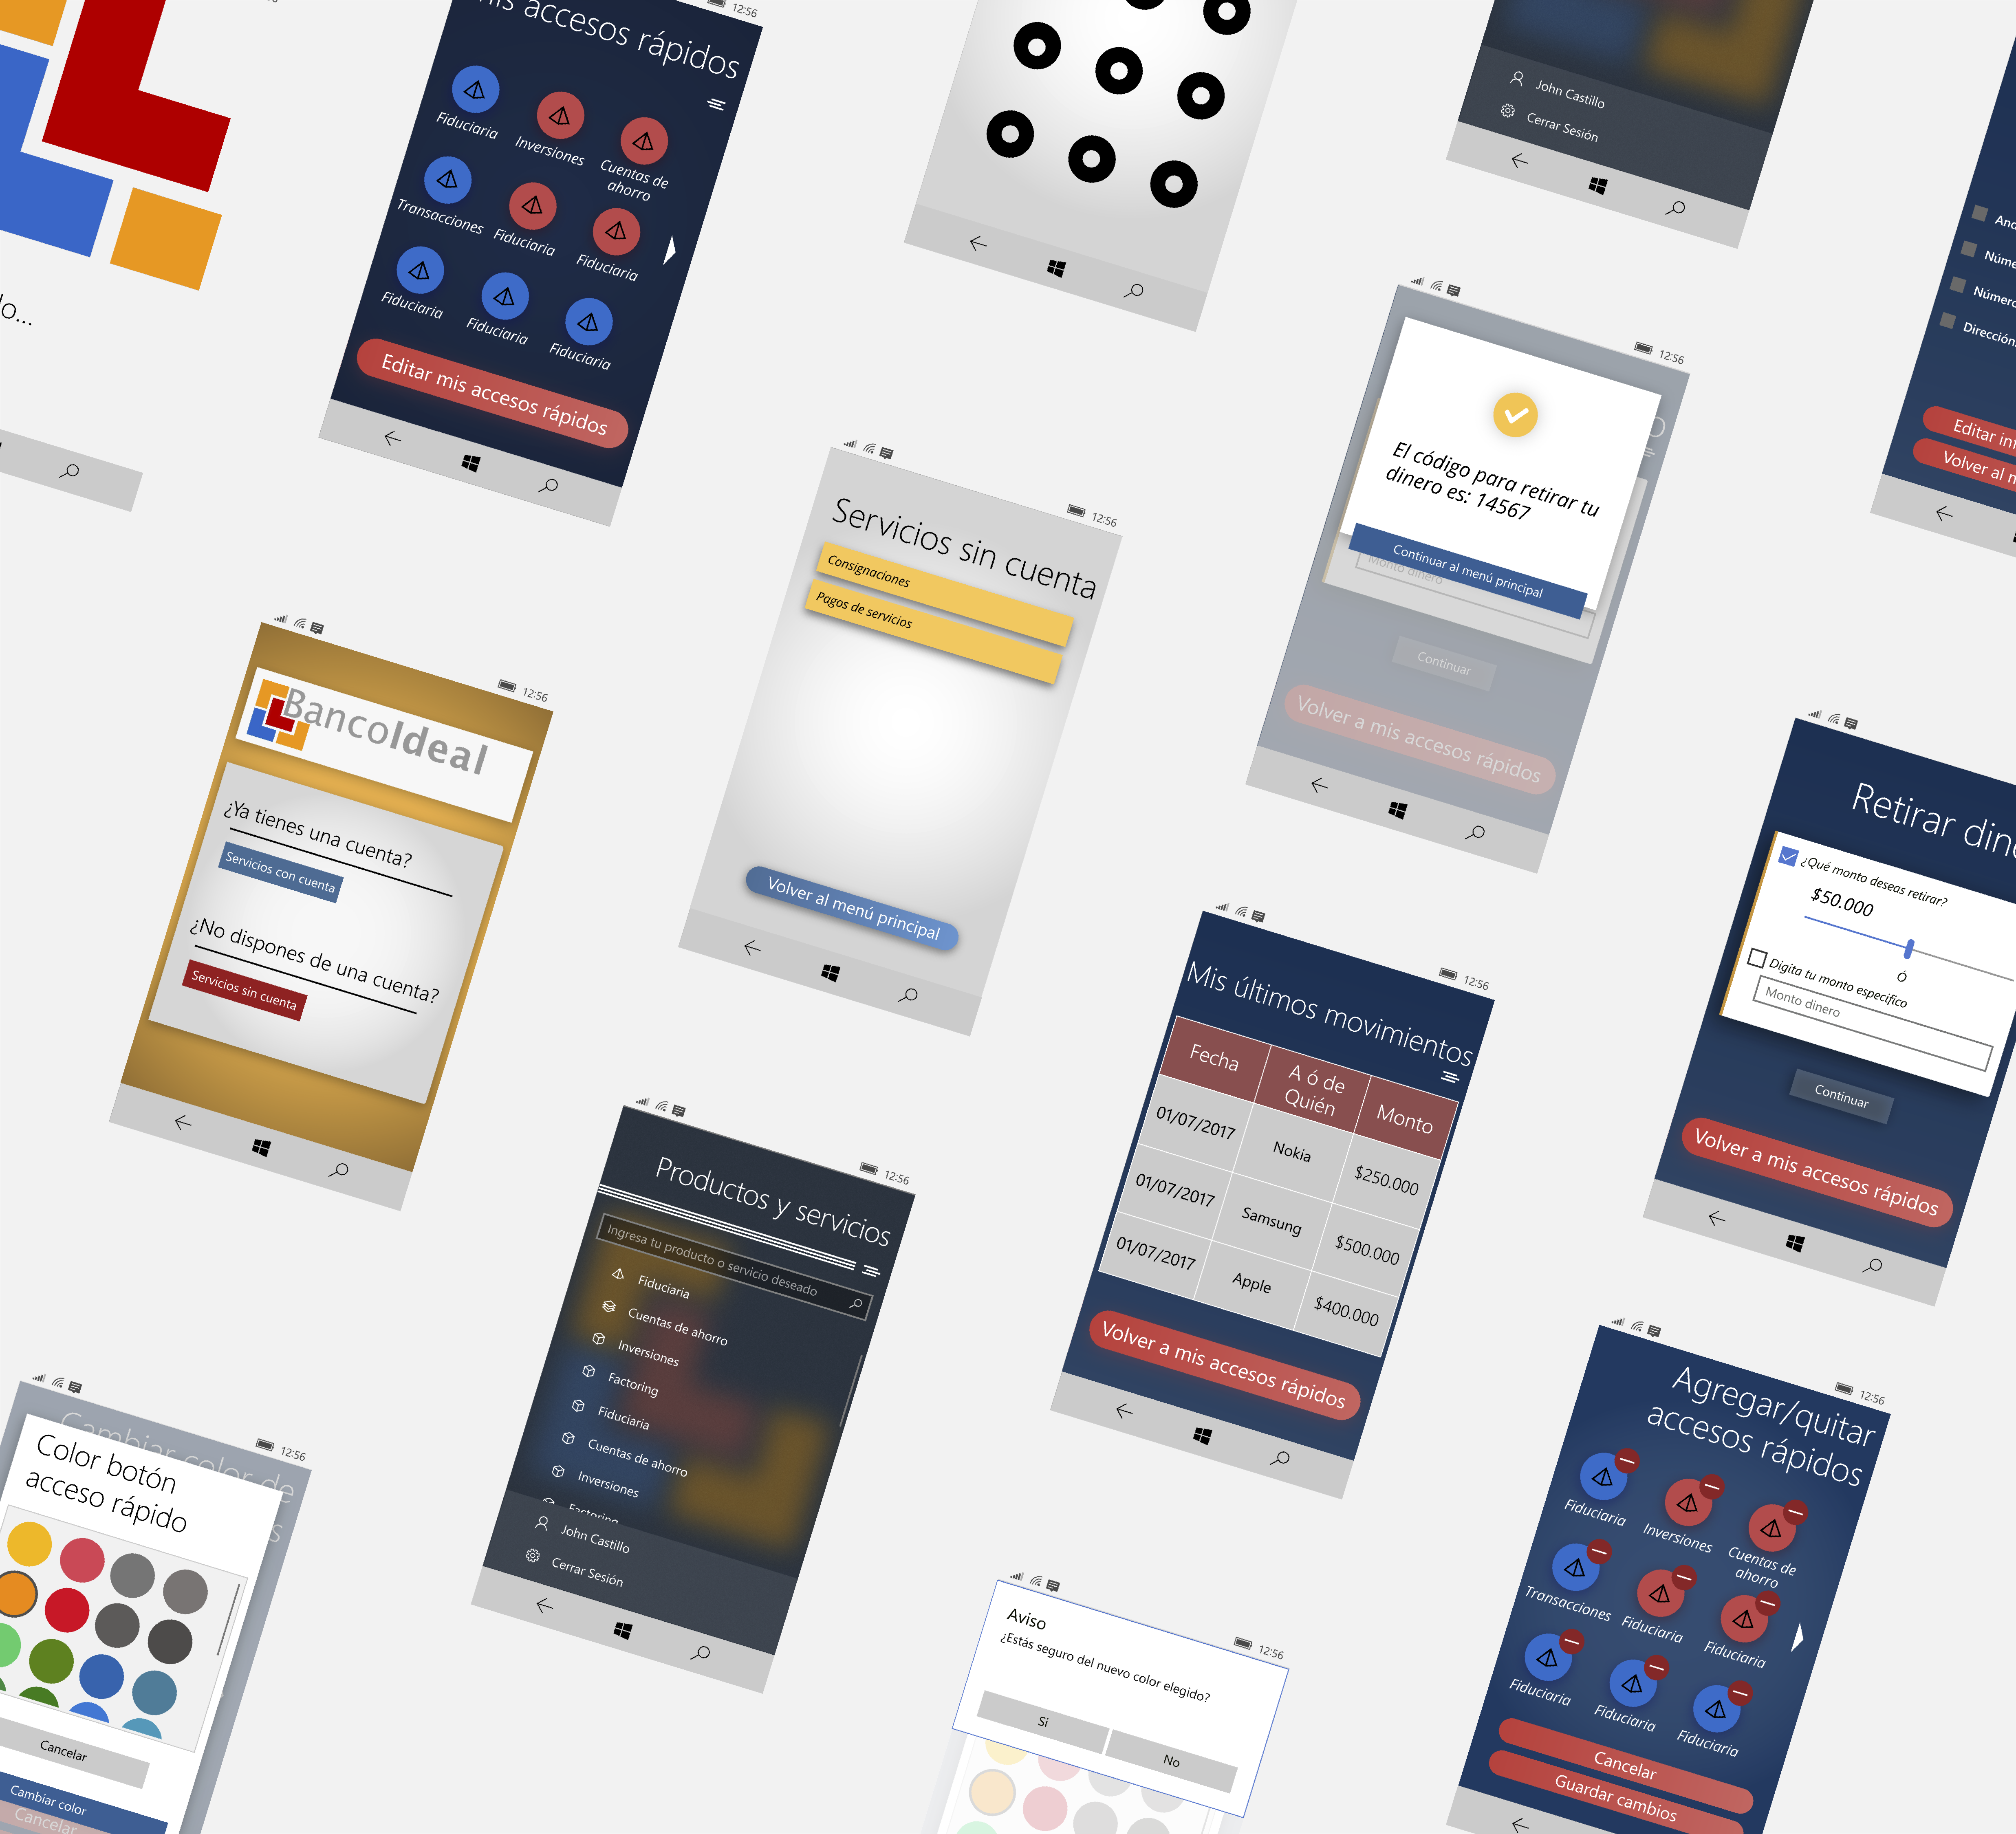 12:56
Mis accesos rápidos
Fiduciaria
Inversiones
Cuentas de
ahorro
Transacciones
Fiduciaria
Fiduciaria
Fiduciaria
Fiduciaria
Fiduciaria
Editar mis accesos rápidos
John Castillo
Cerrar Sesión
Editar
Volver al
Dirección
12:56
El código para retirar tu
dinero es: 14567
Continuar al menú principal
Monto dinero
Continuar
Volver a mis accesos rápidos
12:56
Servicios sin cuenta
Consignaciones
Pagos de servicios
Volver al menú principal
12:56
BancoIdeal
¿Ya tienes una cuenta?
Servicios con cuenta
¿No dispones de una cuenta?
Servicios sin cuenta
Retirar
¿Qué monto deseas retirar?
$50.000
Ó
Digita tu monto específico
Monto dinero
Continuar
Volver a mis accesos rápidos
12:56
Mis últimos movimientos
Fecha
A ó de
Quién
Monto
01/07/2017
Nokia
$250.000
01/07/2017
Samsung
$500.000
01/07/2017
Apple
$400.000
Volver a mis accesos rápidos
12:56
Productos y servicios
Ingresa tu producto o servicio deseado
Fiduciaria
Cuentas de ahorro
Inversiones
Factoring
Fiduciaria
Cuentas de ahorro
Inversiones
Factoring
John Castillo
Cerrar Sesión
12:56
Cambiar color de
Color botón
acceso rápido
Cancelar
Cambiar color
Cancelar
12:56
Aviso
¿Estás seguro del nuevo color elegido?
Si
No
12:56
Agregar/quitar
accesos rápidos
Fiduciaria
Inversiones
Cuentas de
ahorro
Transacciones
Fiduciaria
Fiduciaria
Fiduciaria
Fiduciaria
Fiduciaria
Cancelar
Guardar cambios